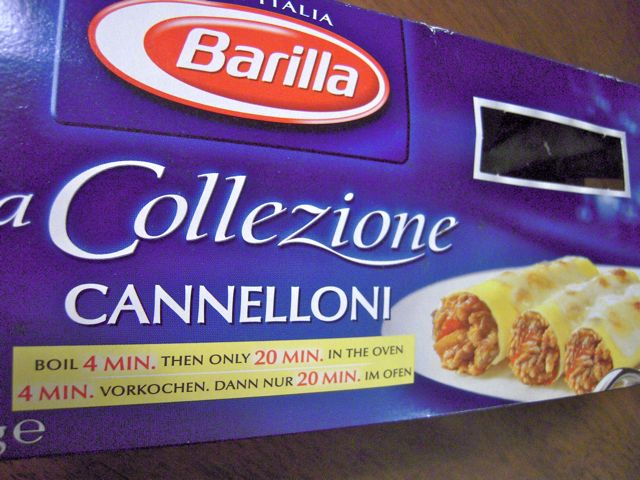 ITALIA
Barilla
a Collezione
CANNELLONI
BOIL 4 MIN. THEN ONLY 20 MIN. IN THE OVEN
4 MIN. VORKOCHEN. DANN NUR 20 MIN. IM OFEN
ge